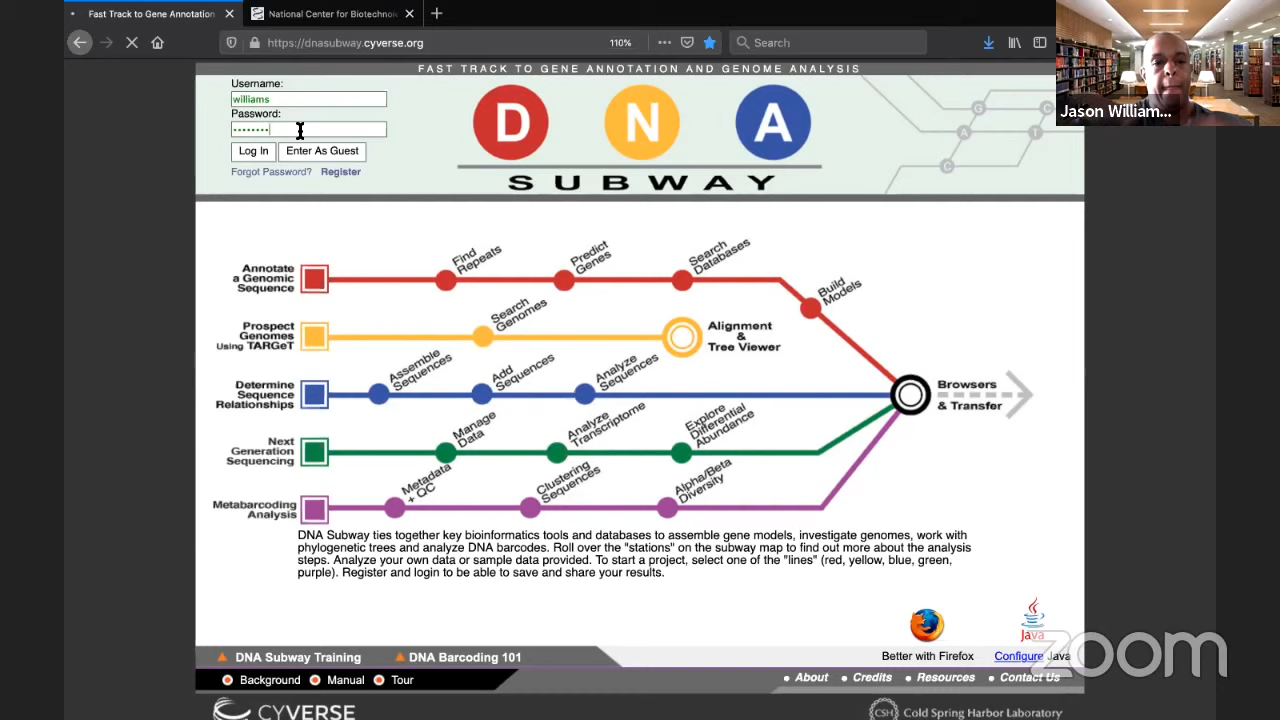 Fast Track to Gene Annotation
National Center for Biotechnolo
https://dnasubway.cyverse.org
110%
Search
Jason William...
FAST TRACK TO GENE ANNOTATION AND GENOME ANALYSIS
Username:
williams
Password:
Log In
Enter As Guest
Forgot Password?
Register
D N A
SUBWAY
G
C
A
T
C
Annotate
a Genomic
Sequence
Find
Repeats
Predict
Genes
Search
Databases
Build
Models
Prospect
Genomes
Using TARGeT
Search
Genomes
Alignment
&
Tree Viewer
Determine
Sequence
Relationships
Assemble
Sequences
Add
Sequences
Analyze
Sequences
Browsers
& Transfer
Next
Generation
Sequencing
Manage
Data
Analyze
Transcriptome
Explore
Differential
Abundance
Metabarcoding
Analysis
Metadata
+ QC
Clustering
Sequences
Alpha/Beta
Diversity
DNA Subway ties together key bioinformatics tools and databases to assemble gene models, investigate genomes, work with
phylogenetic trees and analyze DNA barcodes. Roll over the "stations" on the subway map to find out more about the analysis
steps. Analyze your own data or sample data provided. To start a project, select one of the "lines" (red, yellow, blue, green,
purple). Register and login to be able to save and share your results.
Java
Better with Firefox
Configure Java
DNA Subway Training
DNA Barcoding 101
Background
Manual
Tour
About
Credits
Resources
Contact Us
CYVERSE
CSH
Cold Spring Harbor Laboratory
zoom